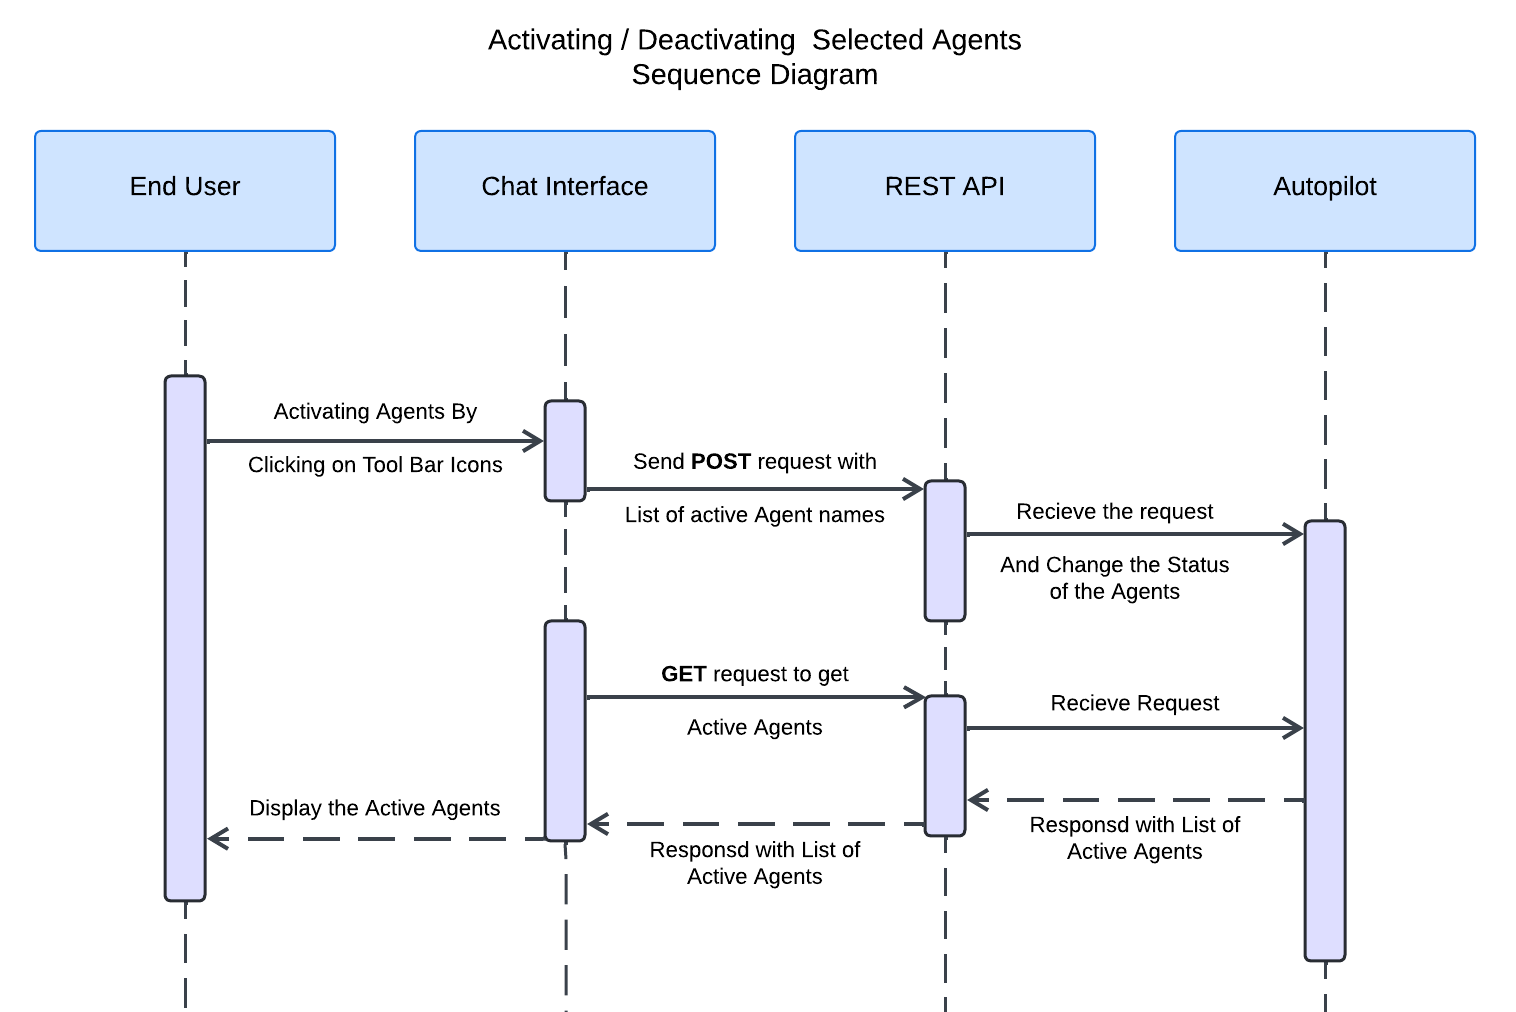 Activating / Deactivating  Selected Agents
Sequence Diagram
End User
Chat Interface
REST API
Autopilot
Activating Agents By
Clicking on Tool Bar Icons
Send POST request with
List of active Agent names
Recieve the request
And Change the Status
of the Agents
GET request to get
Active Agents
Recieve Request
Responsd with List of
Active Agents
Responsd with List of
Active Agents
Display the Active Agents